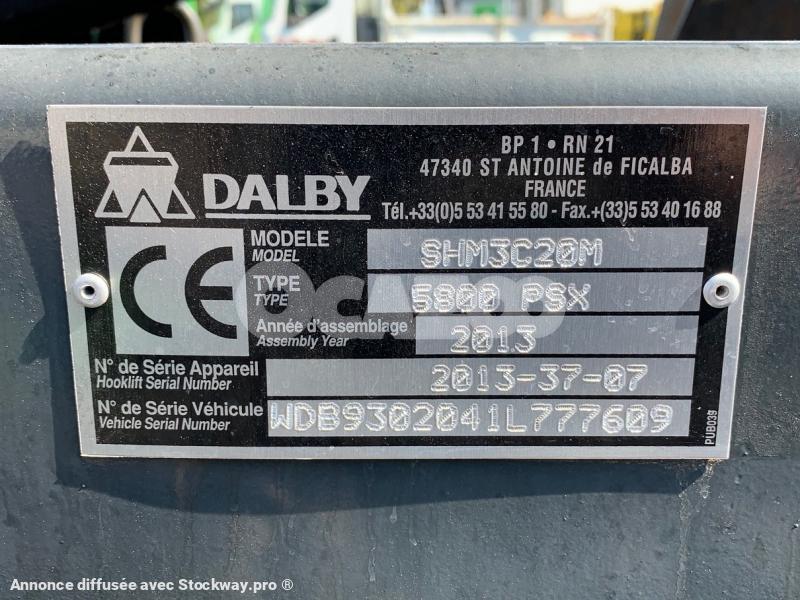 DALBY
BP 1 • RN 21
47340 ST ANTOINE de FICALBA
FRANCE
Tél.+33(0)5 53 41 55 80 - Fax.+(33)5 53 40 16 88
CE
MODELE
MODEL
SHM3C20M
TYPE
TYPE
5900 PSX
Année d'assemblage
Assembly Year
2013
N° de Série Appareil
Hooklift Serial Number
2013-37-07
N° de Série Véhicule
Vehicle Serial Number
WDB9302041L777609
PUB039
OCAZOO
Annonce diffusée avec Stockway.pro ®